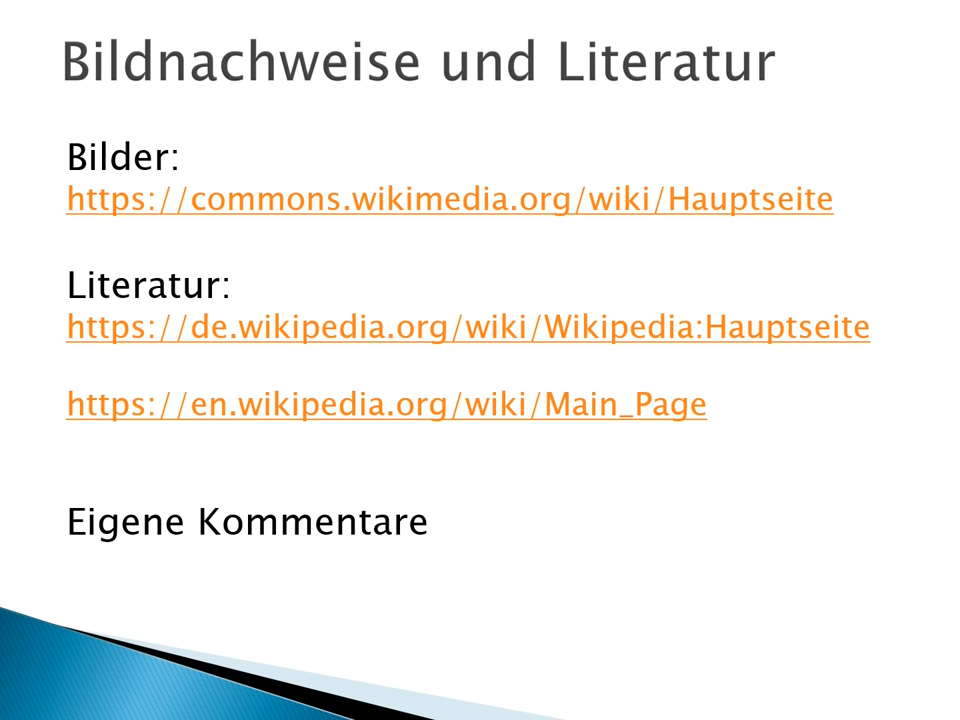 Bildnachweise und Literatur
Bilder:
https://commons.wikimedia.org/wiki/Hauptseite
Literatur:
https://de.wikipedia.org/wiki/Wikipedia:Hauptseite
https://en.wikipedia.org/wiki/Main_Page
Eigene Kommentare